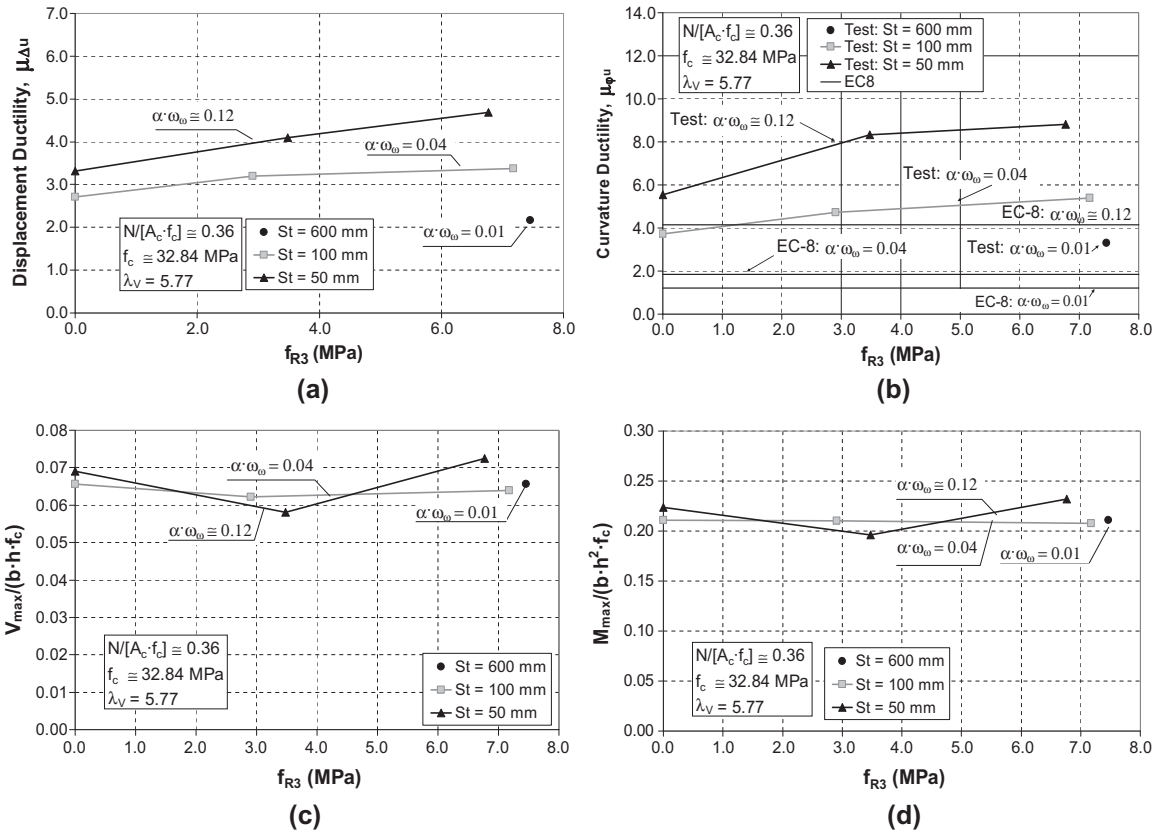 Displacement Ductility, μΔu
7.0
6.0
5.0
4.0
3.0
2.0
1.0
0.0
α·ωω ≅ 0.12
α·ωω = 0.04
N/[Ac·fc] ≅ 0.36
fc ≅ 32.84 MPa
λV = 5.77
St = 600 mm
St = 100 mm
St = 50 mm
α·ωω = 0.01
0.0 2.0 4.0 6.0 8.0
fR3 (MPa)
(a)
Curvature Ductility, μφu
14.0
12.0
10.0
8.0
6.0
4.0
2.0
0.0
N/[Ac·fc] ≅ 0.36
fc ≅ 32.84 MPa
λV = 5.77
Test: St = 600 mm
Test: St = 100 mm
Test: St = 50 mm
EC8
Test: α·ωω ≅ 0.12
Test: α·ωω = 0.04
EC-8: α·ωω ≅ 0.12
EC-8: α·ωω = 0.04
Test: α·ωω = 0.01
EC-8: α·ωω = 0.01
0.0 1.0 2.0 3.0 4.0 5.0 6.0 7.0 8.0
fR3 (MPa)
(b)
Vmax/(b·h·fc)
0.08
0.07
0.06
0.05
0.04
0.03
0.02
0.01
0.00
α·ωω = 0.04
α·ωω ≅ 0.12
α·ωω = 0.01
N/[Ac·fc] ≅ 0.36
fc ≅ 32.84 MPa
λV = 5.77
St = 600 mm
St = 100 mm
St = 50 mm
0.0 1.0 2.0 3.0 4.0 5.0 6.0 7.0 8.0
fR3 (MPa)
(c)
Mmax/(b·h²·fc)
0.30
0.25
0.20
0.15
0.10
0.05
0.00
α·ωω = 0.12
α·ωω = 0.04
α·ωω = 0.01
N/[Ac·fc] ≅ 0.36
fc ≅ 32.84 MPa
λV = 5.77
St = 600 mm
St = 100 mm
St = 50 mm
0.0 1.0 2.0 3.0 4.0 5.0 6.0 7.0 8.0
fR3 (MPa)
(d)